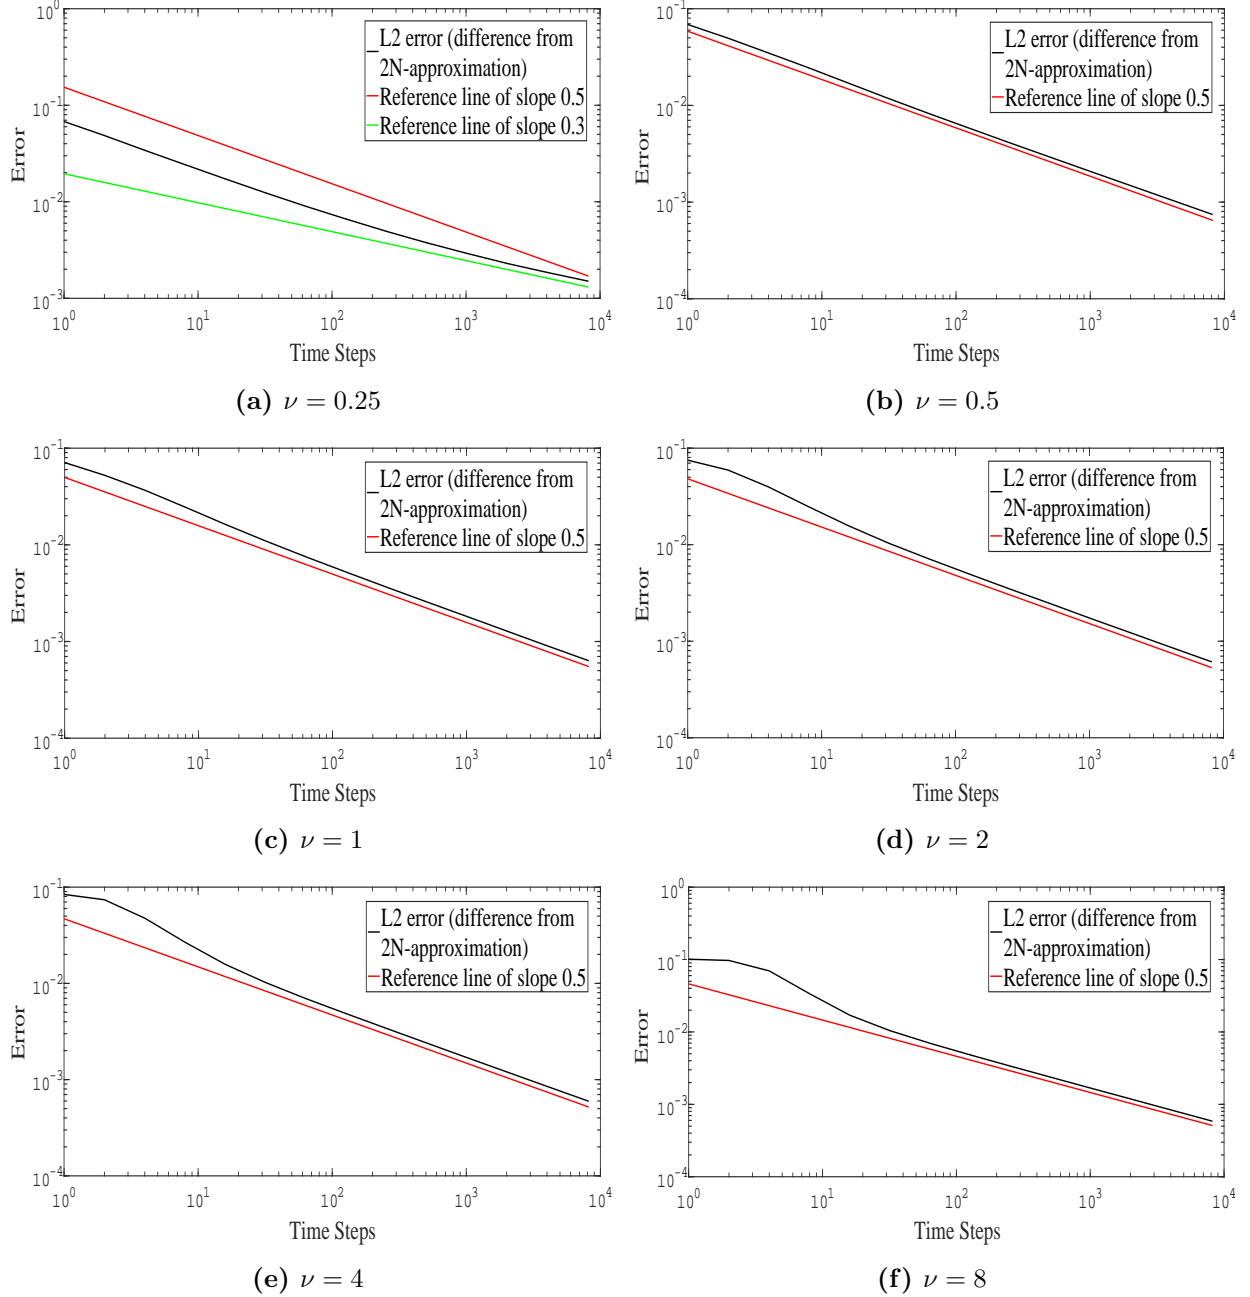 10^0
10^-1
10^-2
10^-3
Error
L2 error (difference from
2N-approximation)
Reference line of slope 0.5
Reference line of slope 0.3
10^0 10^1 10^2 10^3 10^4
Time Steps
(a) ν = 0.25
10^-1
10^-2
10^-3
10^-4
Error
L2 error (difference from
2N-approximation)
Reference line of slope 0.5
10^0 10^1 10^2 10^3 10^4
Time Steps
(b) ν = 0.5
10^-1
10^-2
10^-3
10^-4
Error
L2 error (difference from
2N-approximation)
Reference line of slope 0.5
10^0 10^1 10^2 10^3 10^4
Time Steps
(c) ν = 1
10^-1
10^-2
10^-3
10^-4
Error
L2 error (difference from
2N-approximation)
Reference line of slope 0.5
10^0 10^1 10^2 10^3 10^4
Time Steps
(d) ν = 2
10^-1
10^-2
10^-3
10^-4
Error
L2 error (difference from
2N-approximation)
Reference line of slope 0.5
10^0 10^1 10^2 10^3 10^4
Time Steps
(e) ν = 4
10^0
10^-1
10^-2
10^-3
10^-4
Error
L2 error (difference from
2N-approximation)
Reference line of slope 0.5
10^0 10^1 10^2 10^3 10^4
Time Steps
(f) ν = 8